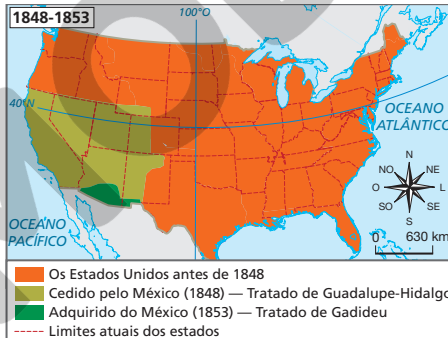 1848-1853
100°O
40°N
OCEANO
ATLÂNTICO
OCEANO
PACÍFICO
N
NO
NE
O
L
SO
SE
S
0 630 km
Os Estados Unidos antes de 1848
Cedido pelo México (1848) — Tratado de Guadalupe-Hidalgo
Adquirido do México (1853) — Tratado de Gadideu
Limites atuais dos estados